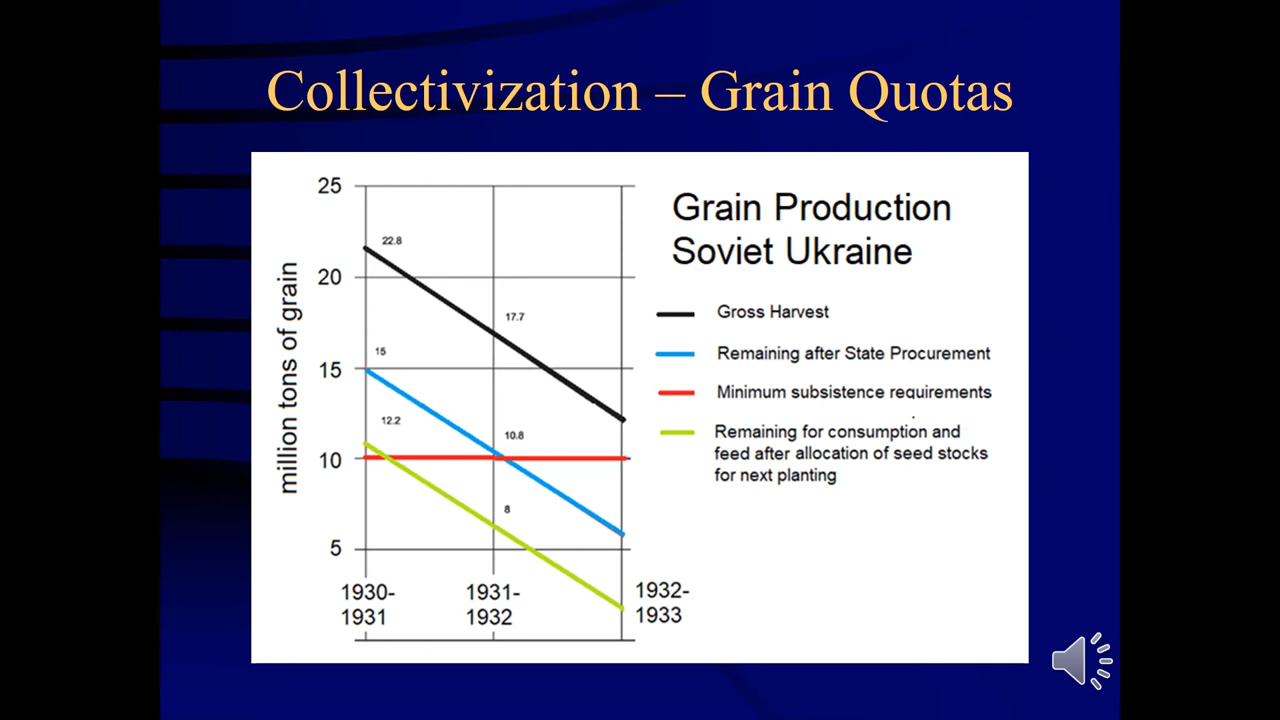 Collectivization – Grain Quotas
25
20
15
10
5
million tons of grain
22.8
17.7
15
12.2
10.8
8
1930-
1931
1931-
1932
1932-
1933
Grain Production
Soviet Ukraine
Gross Harvest
Remaining after State Procurement
Minimum subsistence requirements
Remaining for consumption and
feed after allocation of seed stocks
for next planting